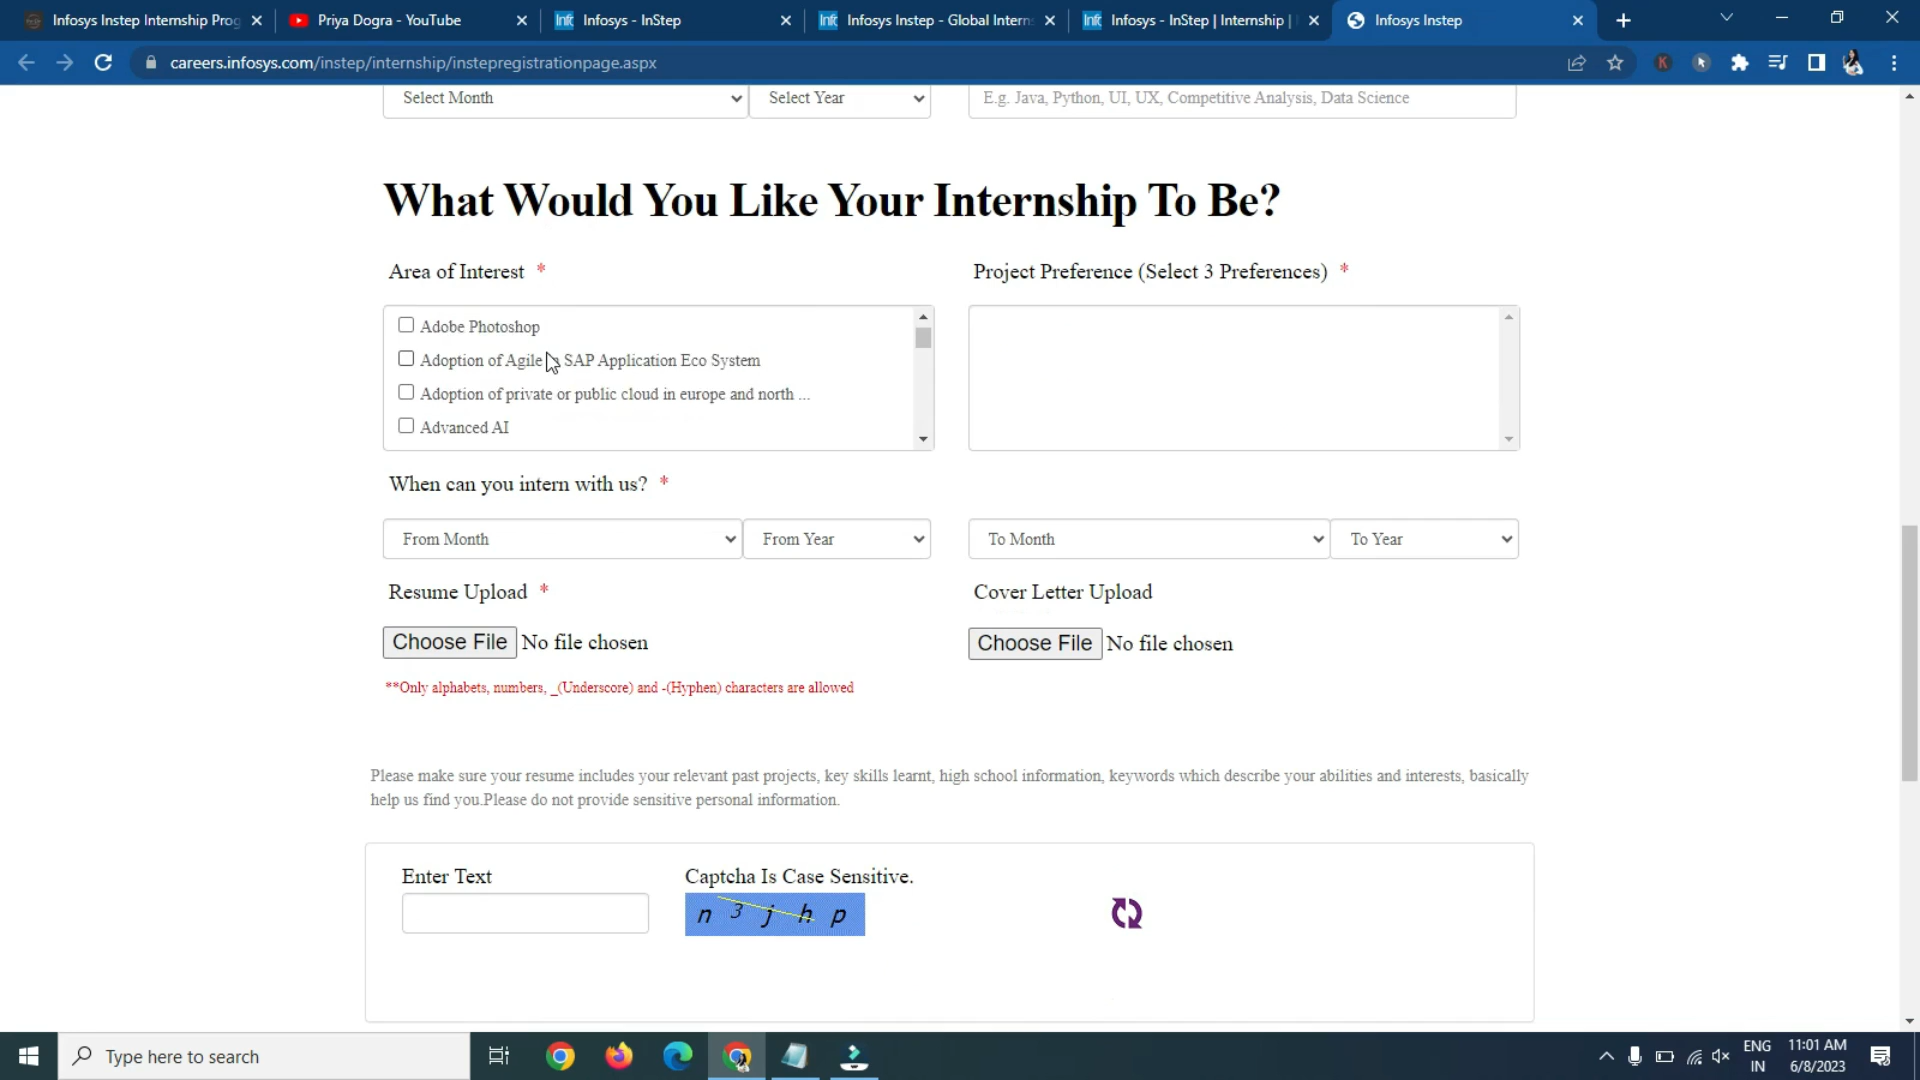 Infosys Instep Internship Prog
Priya Dogra - YouTube
Infosys - InStep
Infosys Instep - Global Intern
Infosys - InStep | Internship |
Infosys Instep
careers.infosys.com/instep/internship/instepregistrationpage.aspx
Select Month
Select Year
E.g. Java, Python, UI, UX, Competitive Analysis, Data Science
What Would You Like Your Internship To Be?
Area of Interest *
Project Preference (Select 3 Preferences) *
Adobe Photoshop
Adoption of Agile in SAP Application Eco System
Adoption of private or public cloud in europe and north ...
Advanced AI
When can you intern with us? *
From Month
From Year
To Month
To Year
Resume Upload *
Cover Letter Upload
Choose File No file chosen
Choose File No file chosen
**Only alphabets, numbers, _(Underscore) and -(Hyphen) characters are allowed
Please make sure your resume includes your relevant past projects, key skills learnt, high school information, keywords which describe your abilities and interests, basically
help us find you.Please do not provide sensitive personal information.
Enter Text
Captcha Is Case Sensitive.
n 3 j h p
Type here to search
ENG
IN
11:01 AM
6/8/2023